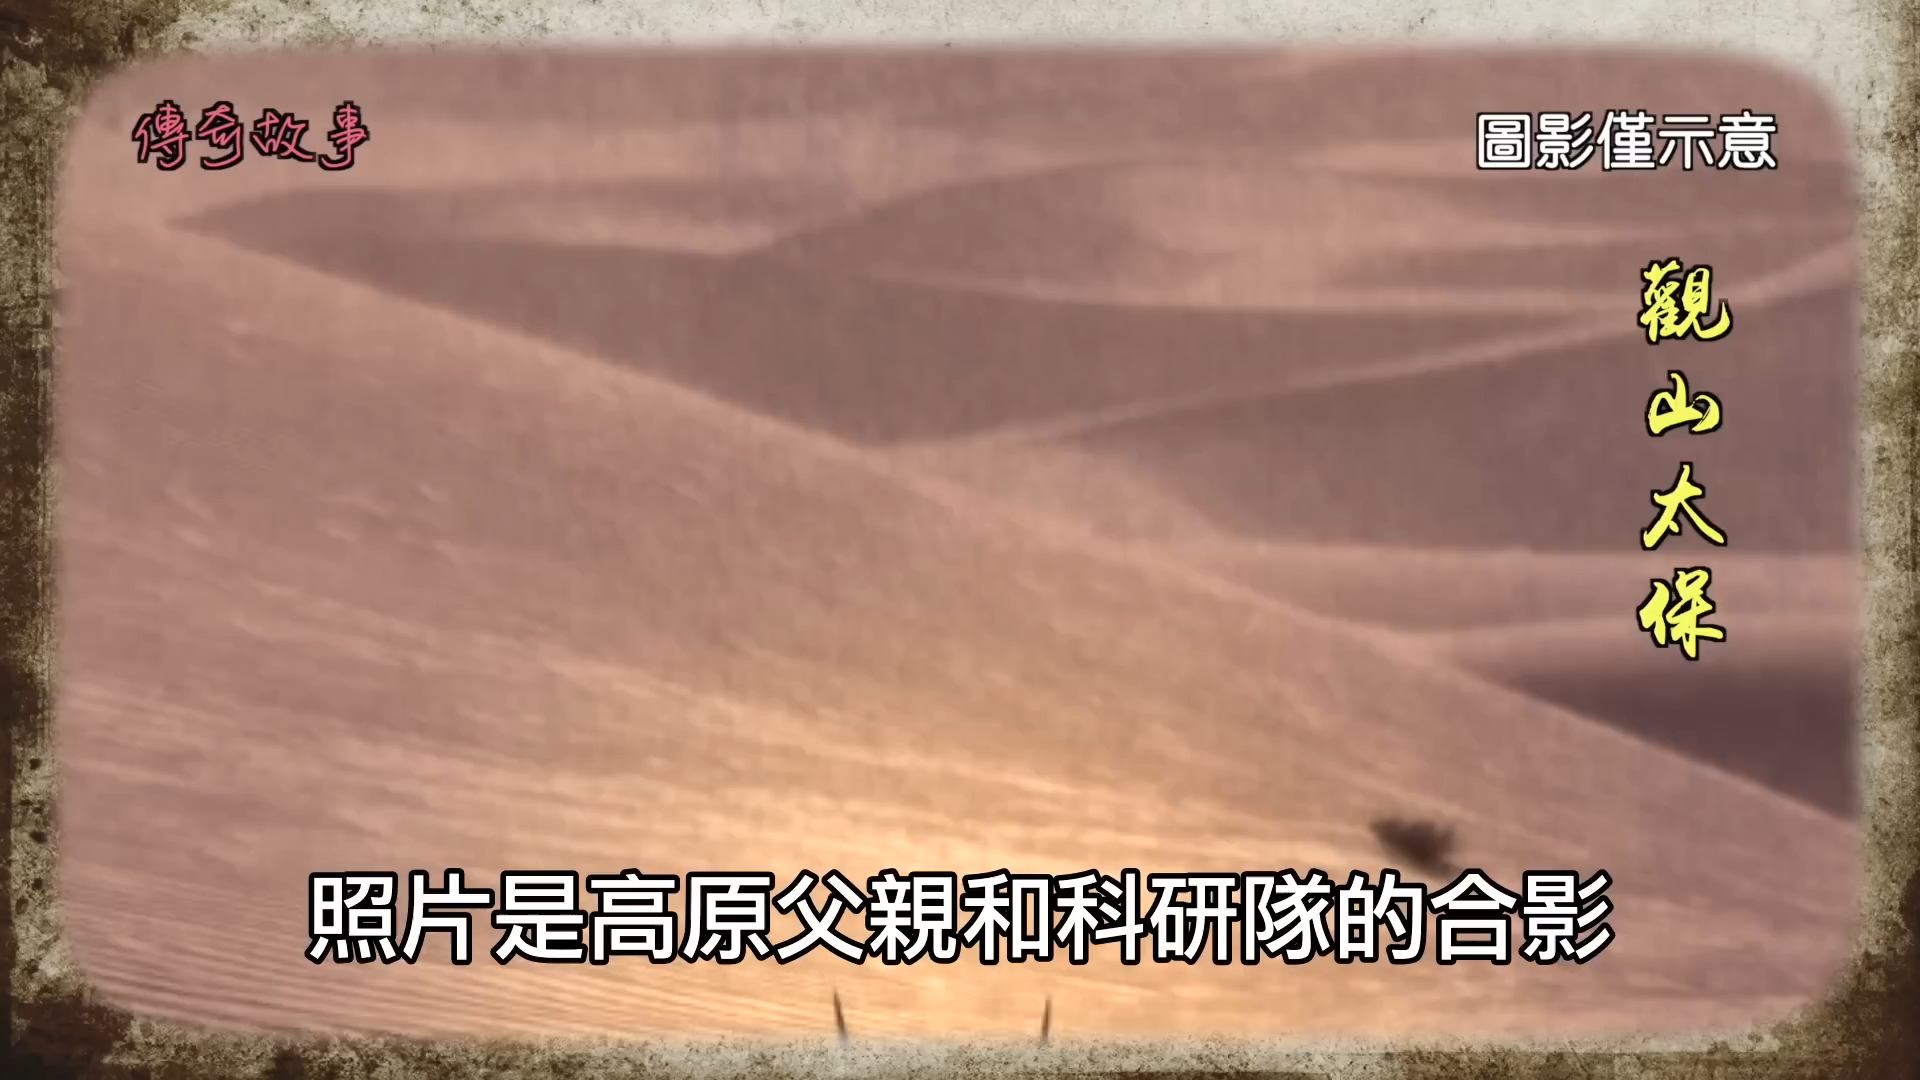 傳奇故事
圖影僅示意
觀山太保
照片是高原父親和科研隊的合影